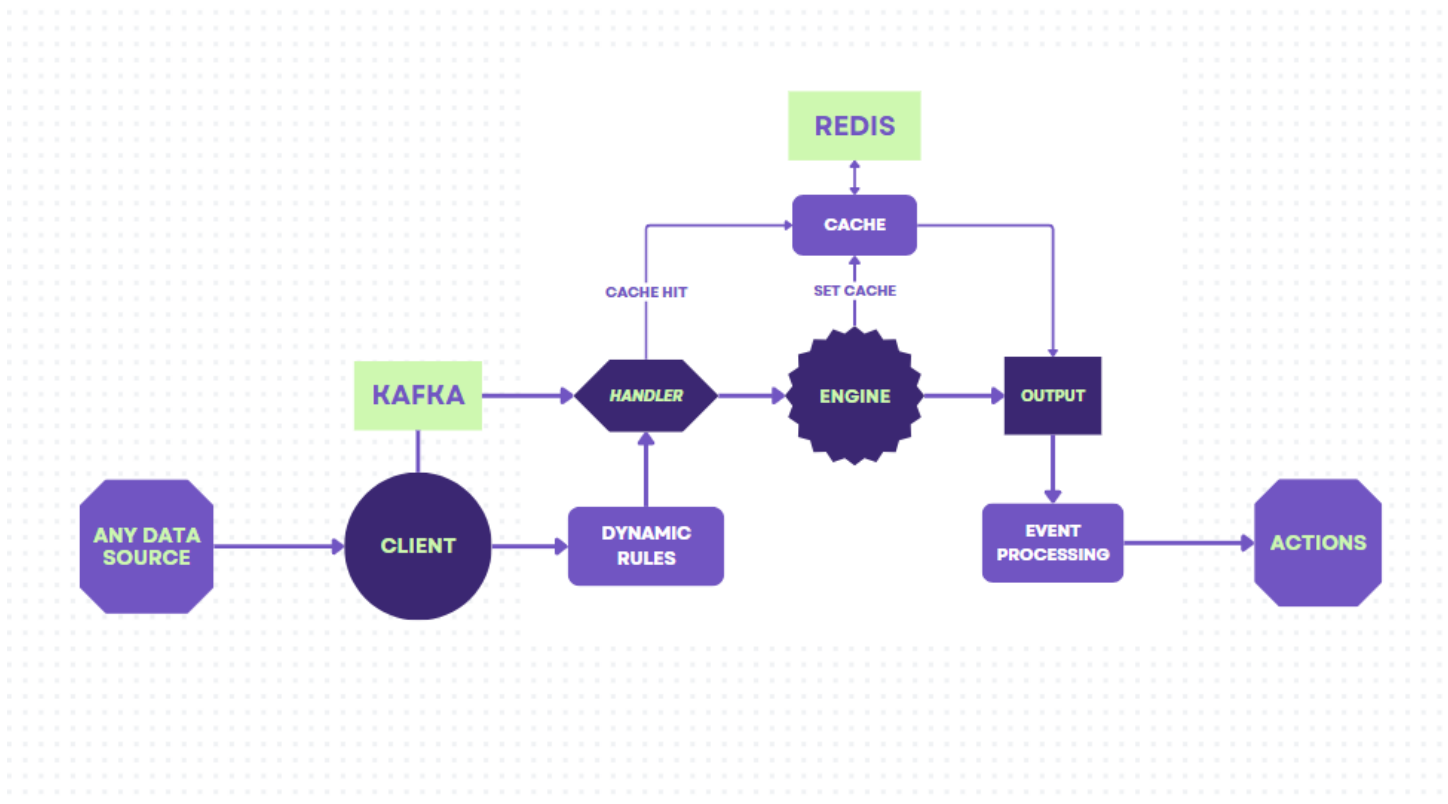 REDIS
CACHE
CACHE HIT
SET CACHE
KAFKA
HANDLER
ENGINE
OUTPUT
ANY DATA
SOURCE
CLIENT
DYNAMIC
RULES
EVENT
PROCESSING
ACTIONS